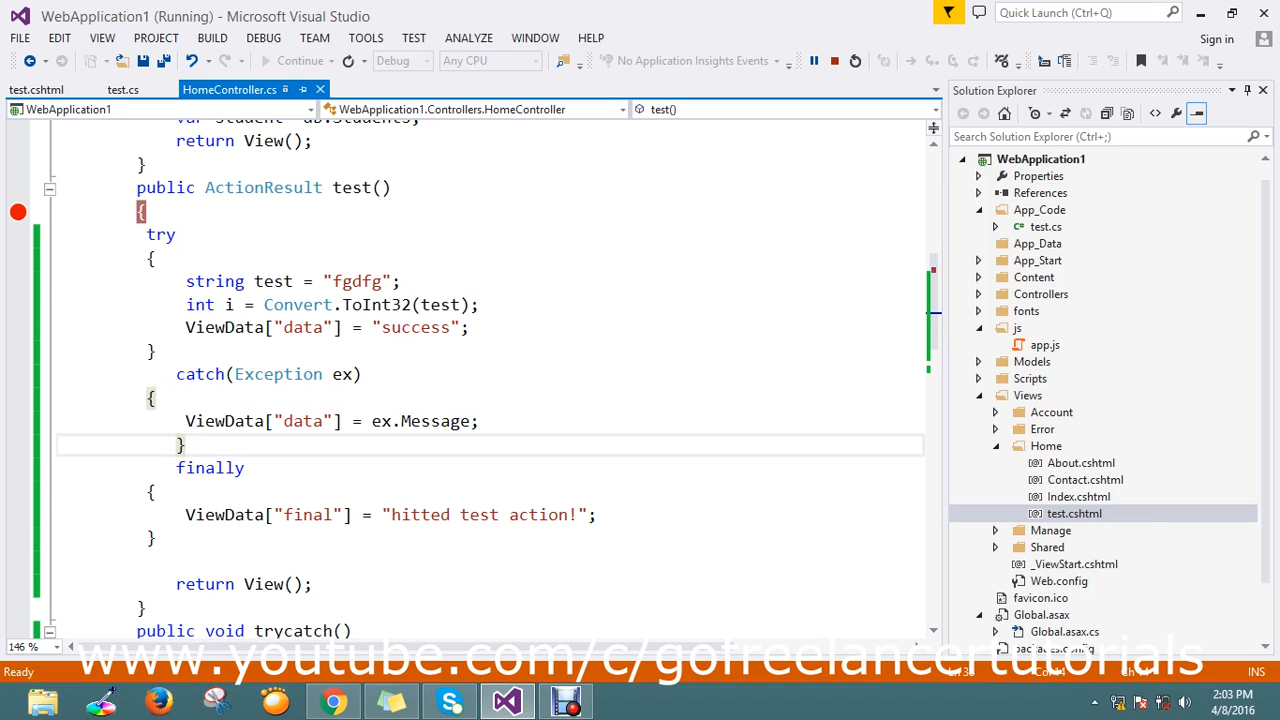 WebApplication1 (Running) - Microsoft Visual Studio
Quick Launch (Ctrl+Q)
FILE EDIT VIEW PROJECT BUILD DEBUG TEAM TOOLS TEST ANALYZE WINDOW HELP
Sign in
Continue Debug Any CPU No Application Insights Events
test.cshtml test.cs HomeController.cs
WebApplication1 WebApplication1.Controllers.HomeController test()
return View();
}
public ActionResult test()
{
try
{
string test = "fgdfg";
int i = Convert.ToInt32(test);
ViewData["data"] = "success";
}
catch(Exception ex)
{
ViewData["data"] = ex.Message;
}
finally
{
ViewData["final"] = "hitted test action!";
}
return View();
}
public void trycatch()
146 %
Solution Explorer
Search Solution Explorer (Ctrl+;)
WebApplication1
Properties
References
App_Code
test.cs
App_Data
App_Start
Content
Controllers
fonts
js
app.js
Models
Scripts
Views
Account
Error
Home
About.cshtml
Contact.cshtml
Index.cshtml
test.cshtml
Manage
Shared
_ViewStart.cshtml
Web.config
favicon.ico
Global.asax
Global.asax.cs
www.youtube.com/c/gofreelancertutorials
Ready INS
2:03 PM
4/8/2016